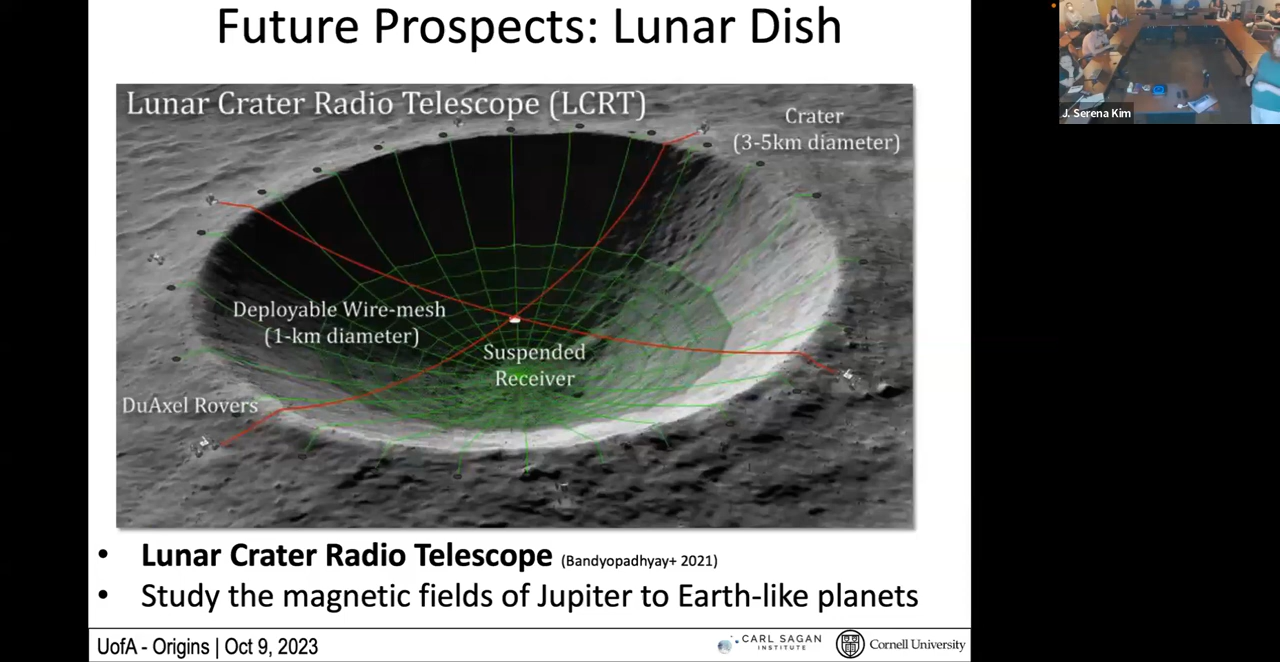 Future Prospects: Lunar Dish
Lunar Crater Radio Telescope (LCRT)
Crater
(3-5km diameter)
Deployable Wire-mesh
(1-km diameter)
Suspended
Receiver
DuAxel Rovers
• Lunar Crater Radio Telescope (Bandyopadhyay+ 2021)
• Study the magnetic fields of Jupiter to Earth-like planets
UofA - Origins | Oct 9, 2023
CARL SAGAN
INSTITUTE
Cornell University
J. Serena Kim